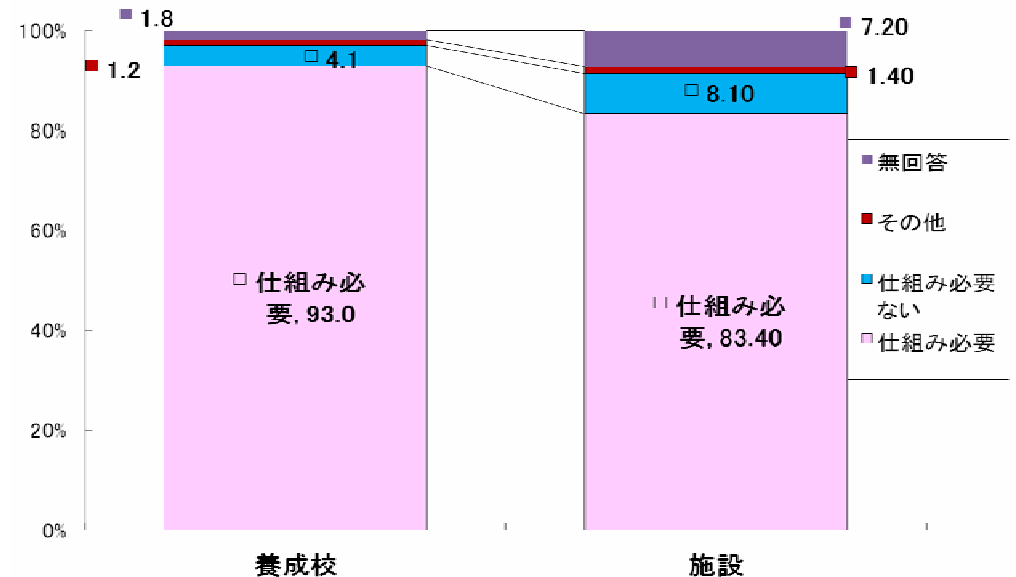 1.8
7.20
100%
4.1
1.2
1.40
8.10
80%
無回答
60%
その他
仕組み必
要, 93.0
仕組み必
要, 83.40
仕組み必要
ない
40%
仕組み必要
20%
0%
養成校
施設